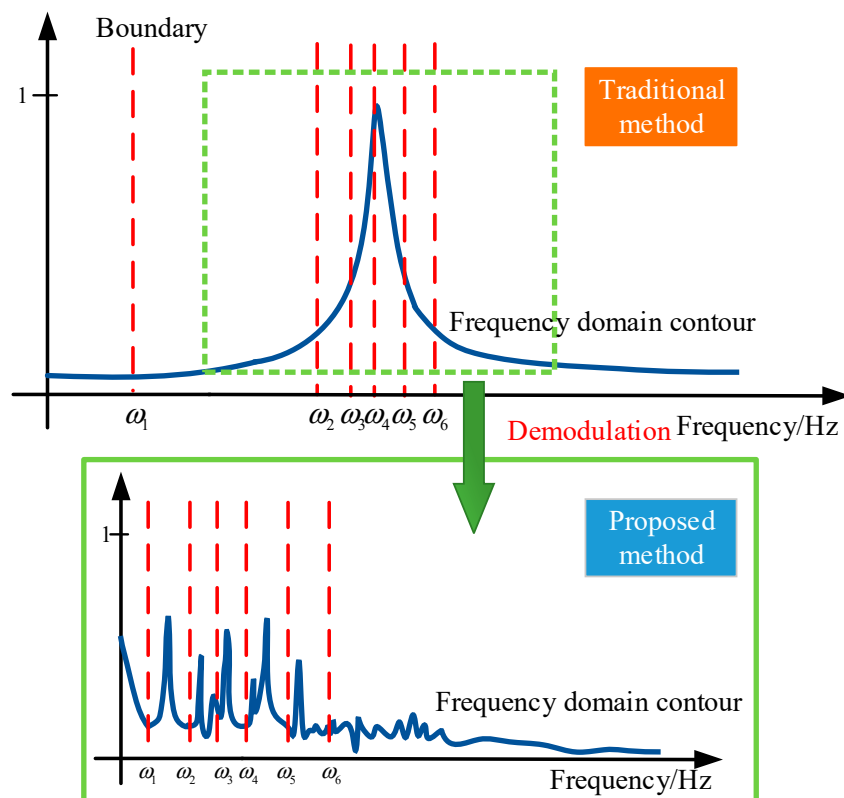 Boundary
1
Traditional
method
Frequency domain contour
ω1 ω2 ω3 ω4 ω5 ω6
Demodulation Frequency/Hz
Proposed
method
1
Frequency domain contour
ω1 ω2 ω3 ω4 ω5 ω6
Frequency/Hz